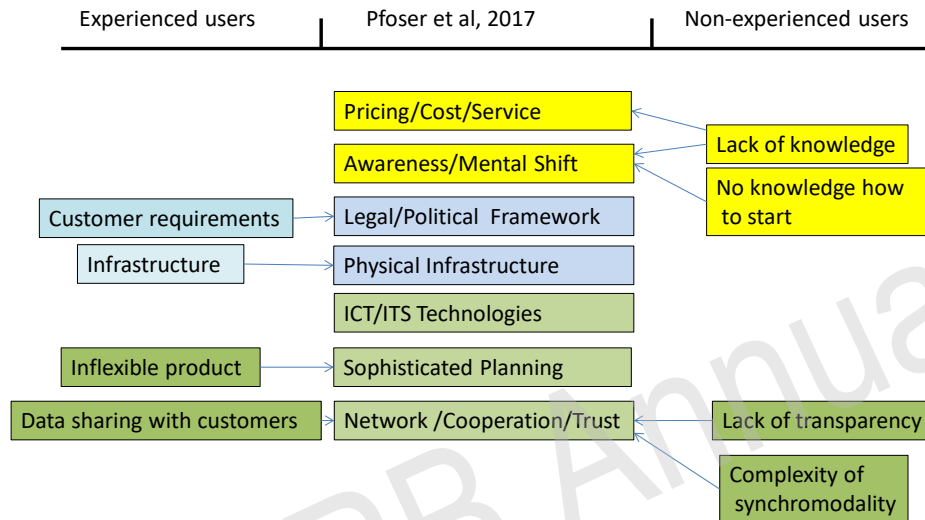 Experienced users
Pfoser et al, 2017
Non-experienced users
Pricing/Cost/Service
Lack of knowledge
Awareness/Mental Shift
No knowledge how
to start
Customer requirements
Legal/Political Framework
Infrastructure
Physical Infrastructure
ICT/ITS Technologies
Inflexible product
Sophisticated Planning
Data sharing with customers
Network /Cooperation/Trust
Lack of transparency
Complexity of
synchromodality